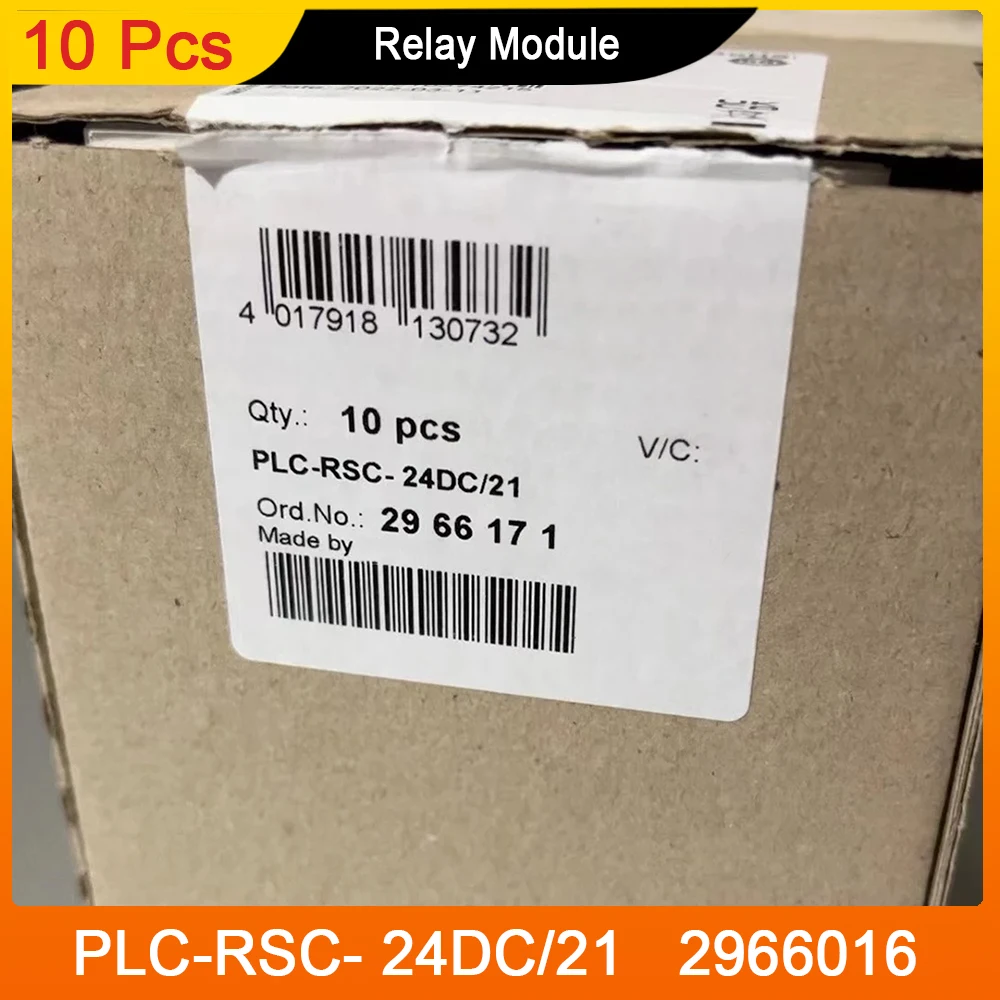 10 Pcs
Relay Module
4 017918 130732
Qty.: 10 pcs
V/C:
PLC-RSC- 24DC/21
Ord.No.: 29 66 17 1
Made by
PLC-RSC- 24DC/21 2966016